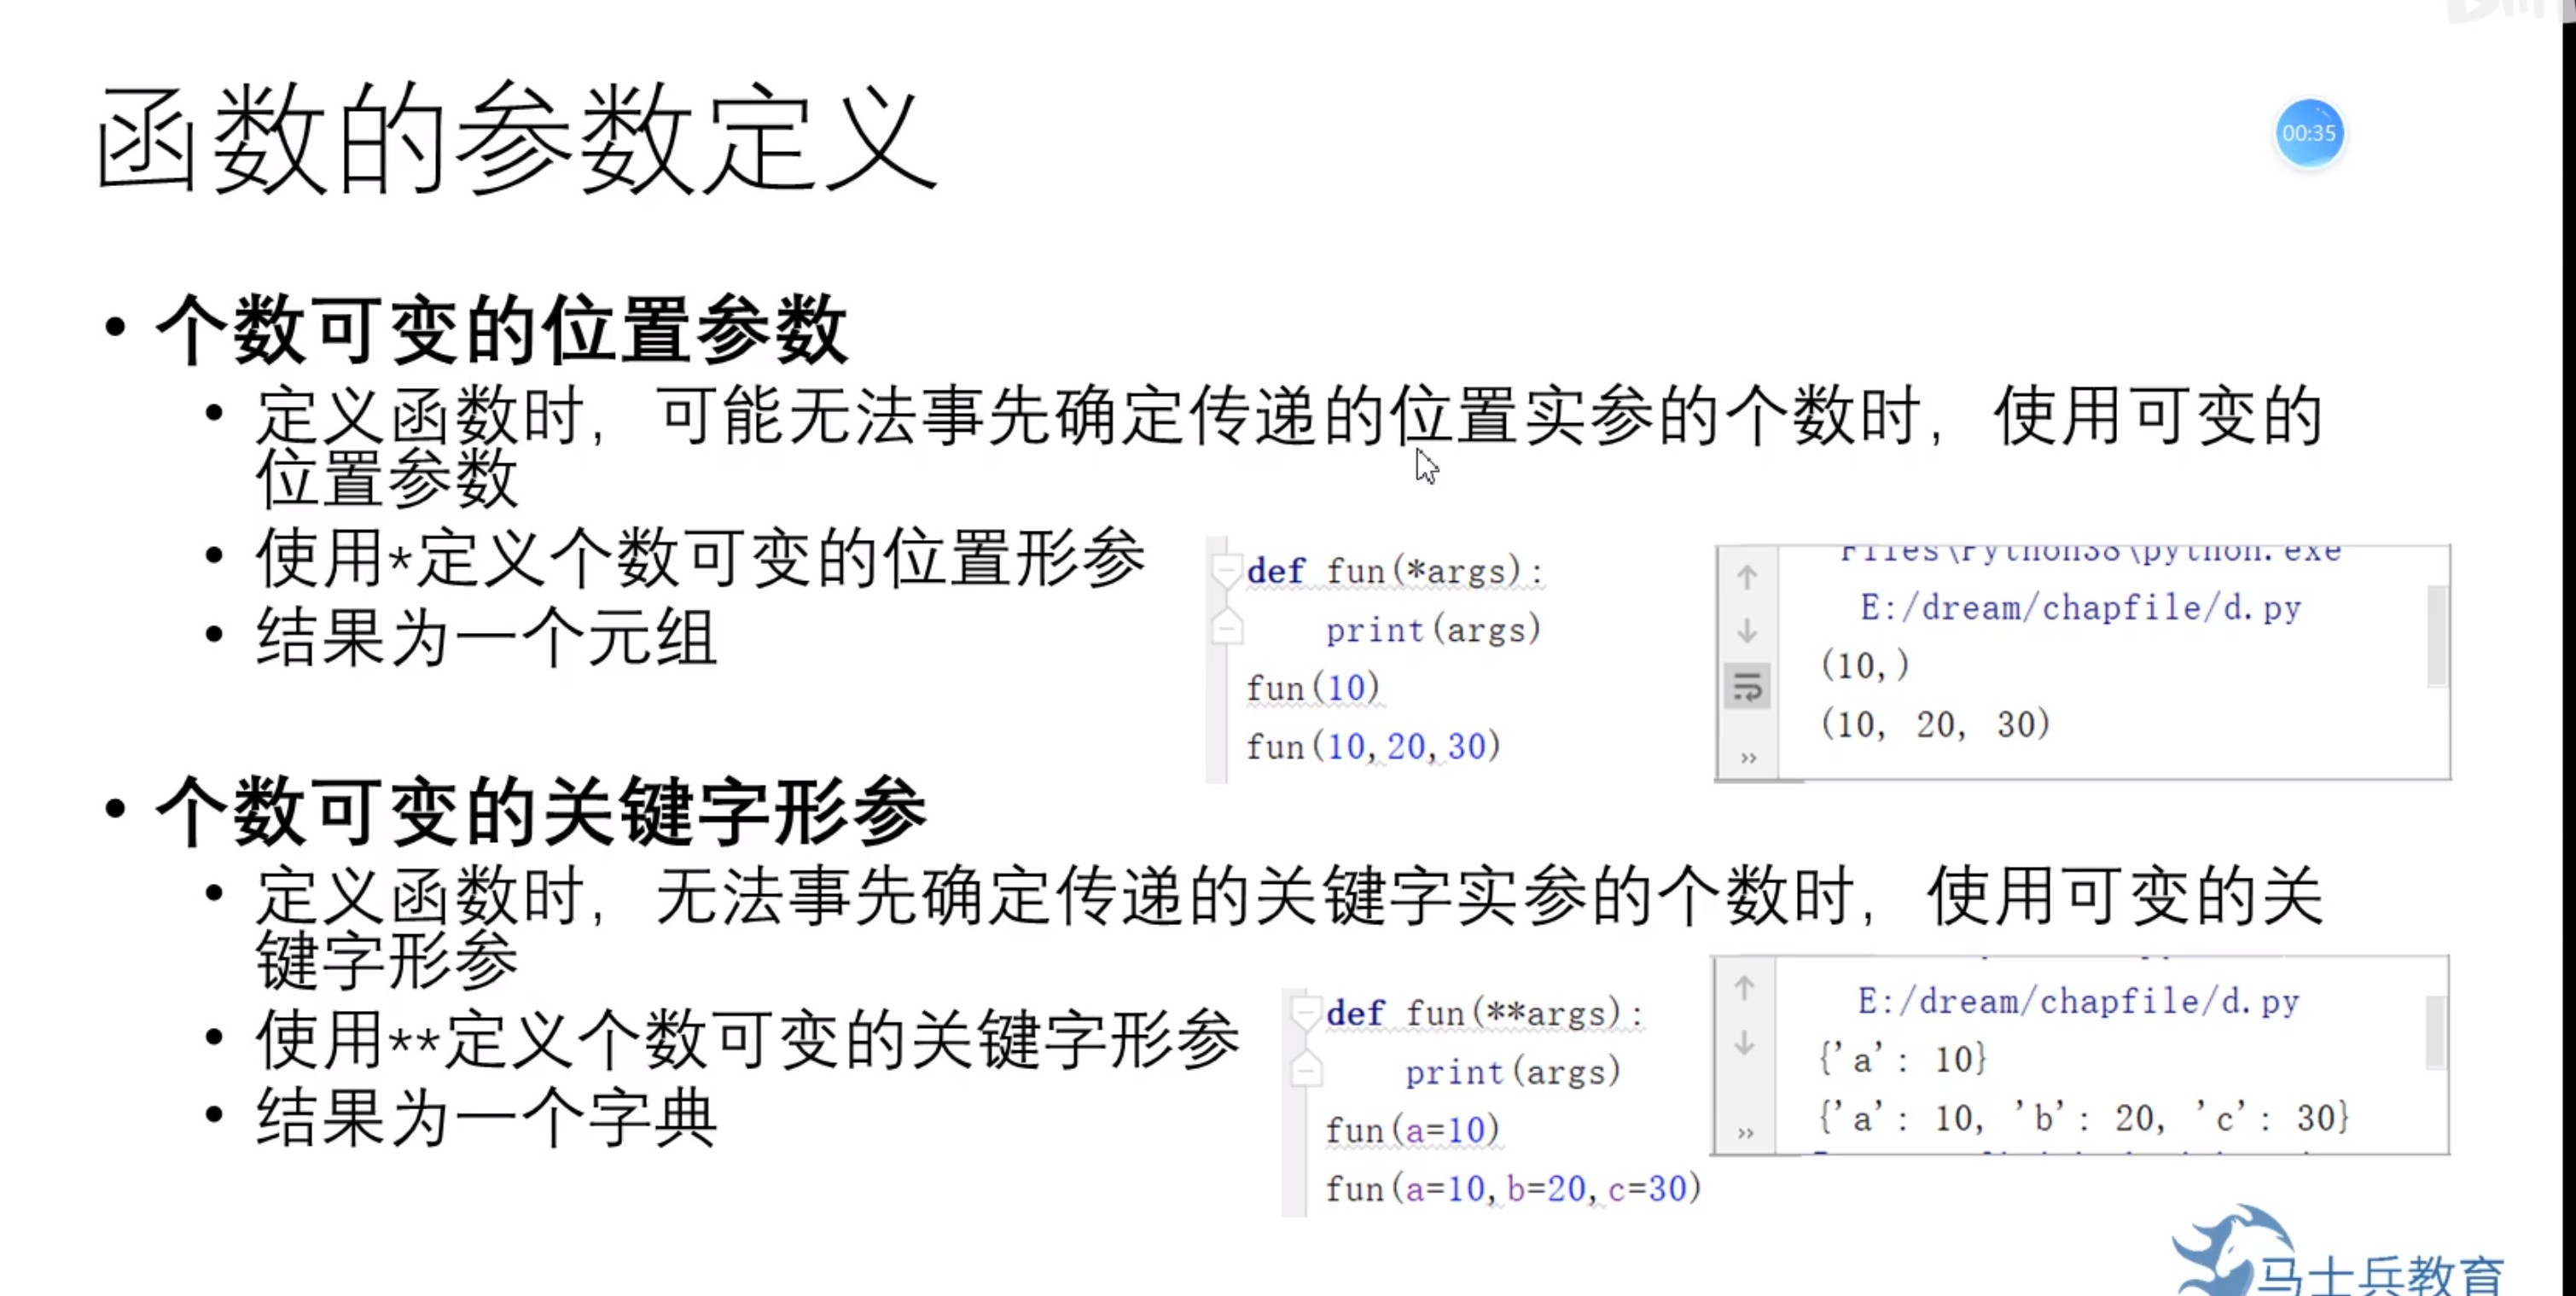 函数的参数定义
00:35
• 个数可变的位置参数
• 定义函数时，可能无法事先确定传递的位置实参的个数时，使用可变的
位置参数
• 使用*定义个数可变的位置形参
• 结果为一个元组
def fun(*args):
print(args)
fun(10)
fun(10,20,30)
Files\Python38\python.exe
E:/dream/chapfile/d.py
(10,)
(10, 20, 30)
• 个数可变的关键字形参
• 定义函数时，无法事先确定传递的关键字实参的个数时，使用可变的关
键字形参
• 使用**定义个数可变的关键字形参
• 结果为一个字典
def fun(**args):
print(args)
fun(a=10)
fun(a=10,b=20,c=30)
E:/dream/chapfile/d.py
{'a': 10}
{'a': 10, 'b': 20, 'c': 30}
马士兵教育